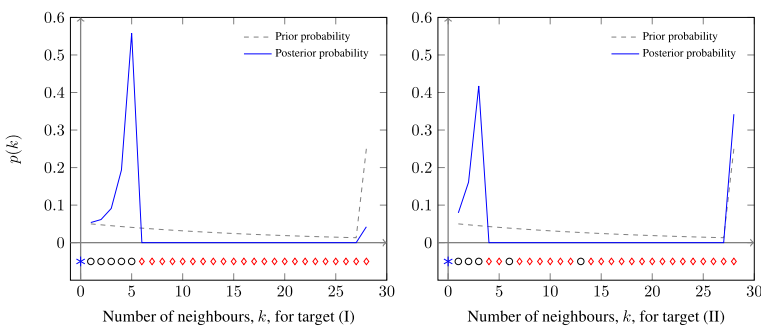 0.6
0.5
0.4
0.3
0.2
0.1
0
p(k)
Prior probability
Posterior probability
0 5 10 15 20 25 30
Number of neighbours, k, for target (I)
0.6
0.5
0.4
0.3
0.2
0.1
0
Prior probability
Posterior probability
0 5 10 15 20 25 30
Number of neighbours, k, for target (II)